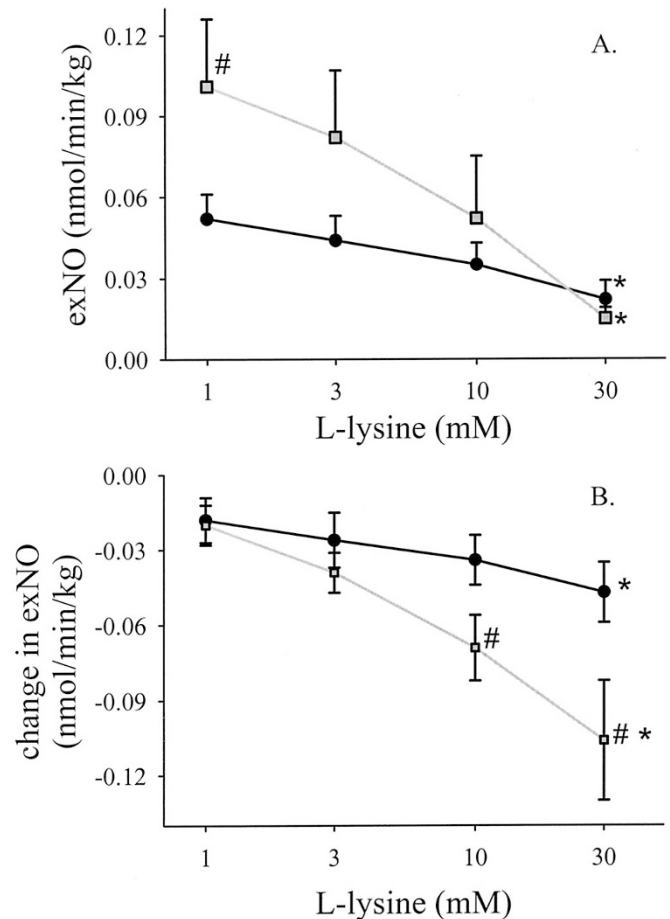 A.
exNO (nmol/min/kg)
0.12
0.09
0.06
0.03
0.00
#
*
*
1 3 10 30
L-lysine (mM)
B.
change in exNO
(nmol/min/kg)
0.00
-0.03
-0.06
-0.09
-0.12
*
#
# *
1 3 10 30
L-lysine (mM)